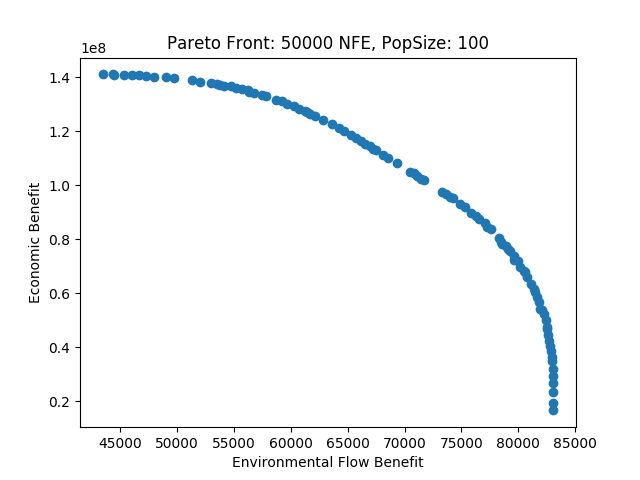 Pareto Front: 50000 NFE, PopSize: 100
1e8
1.4
1.2
1.0
0.8
0.6
0.4
0.2
Economic Benefit
45000 50000 55000 60000 65000 70000 75000 80000 85000
Environmental Flow Benefit